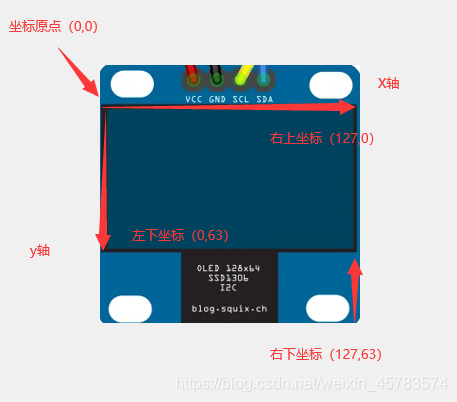 坐标原点（0,0）
X轴
VCC GND SCL SDA
右上坐标（127,0）
左下坐标（0,63）
y轴
OLED 128x64
SSD1306
I2C
blog.squix.ch
右下坐标（127,63）
https://blog.csdn.net/weixin_45783574